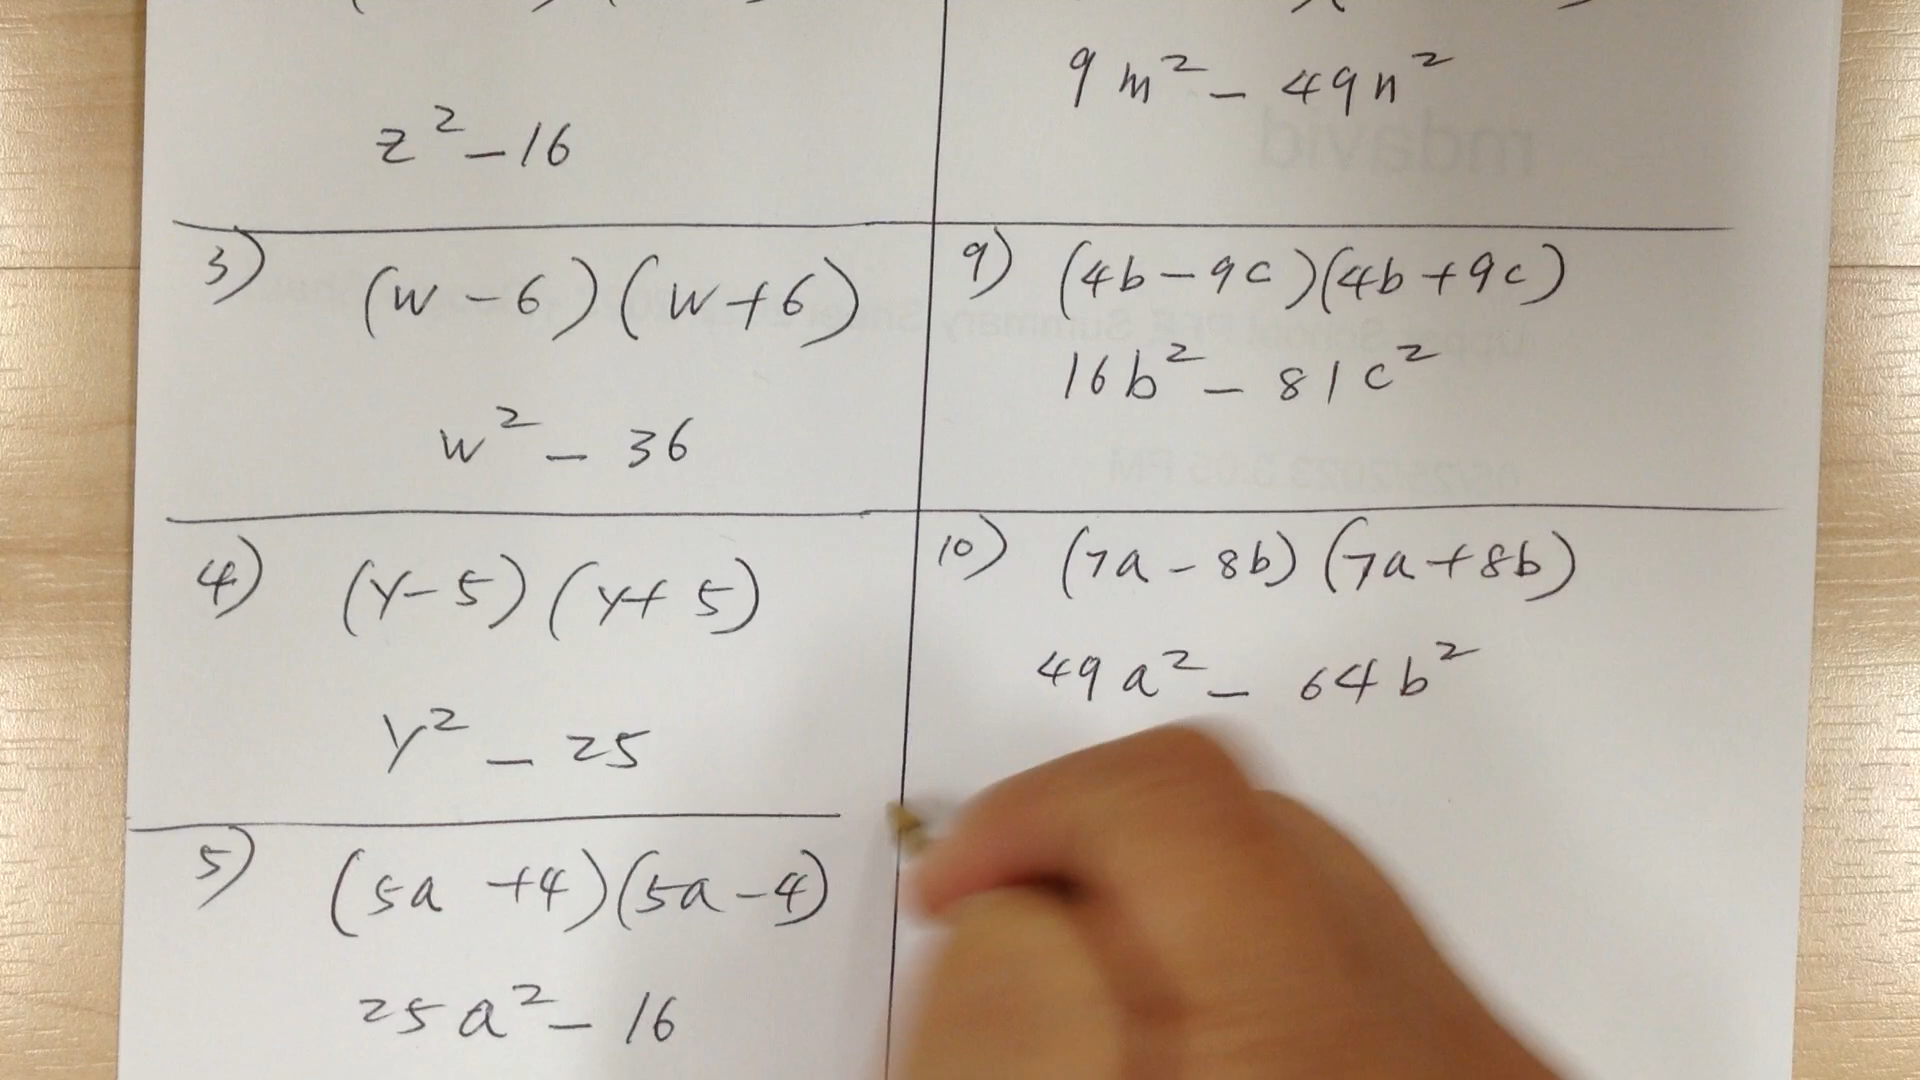 z² – 16
3) (w – 6) (w + 6)
w² – 36
4) (y – 5) (y + 5)
y² – 25
5) (5a + 4)(5a – 4)
25a² – 16
9m² – 49n²
9) (4b – 9c)(4b + 9c)
16b² – 81c²
10) (7a – 8b) (7a + 8b)
49a² – 64b²